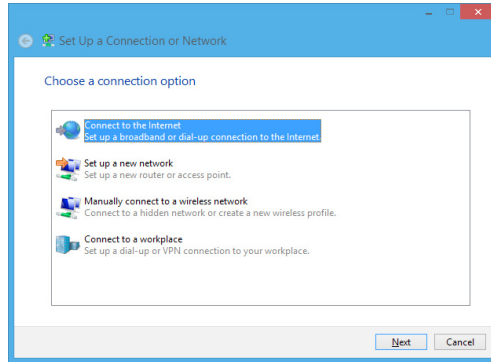 Set Up a Connection or Network
Choose a connection option
Connect to the Internet
Set up a broadband or dial-up connection to the Internet.
Set up a new network
Set up a new router or access point.
Manually connect to a wireless network
Connect to a hidden network or create a new wireless profile.
Connect to a workplace
Set up a dial-up or VPN connection to your workplace.
Next Cancel